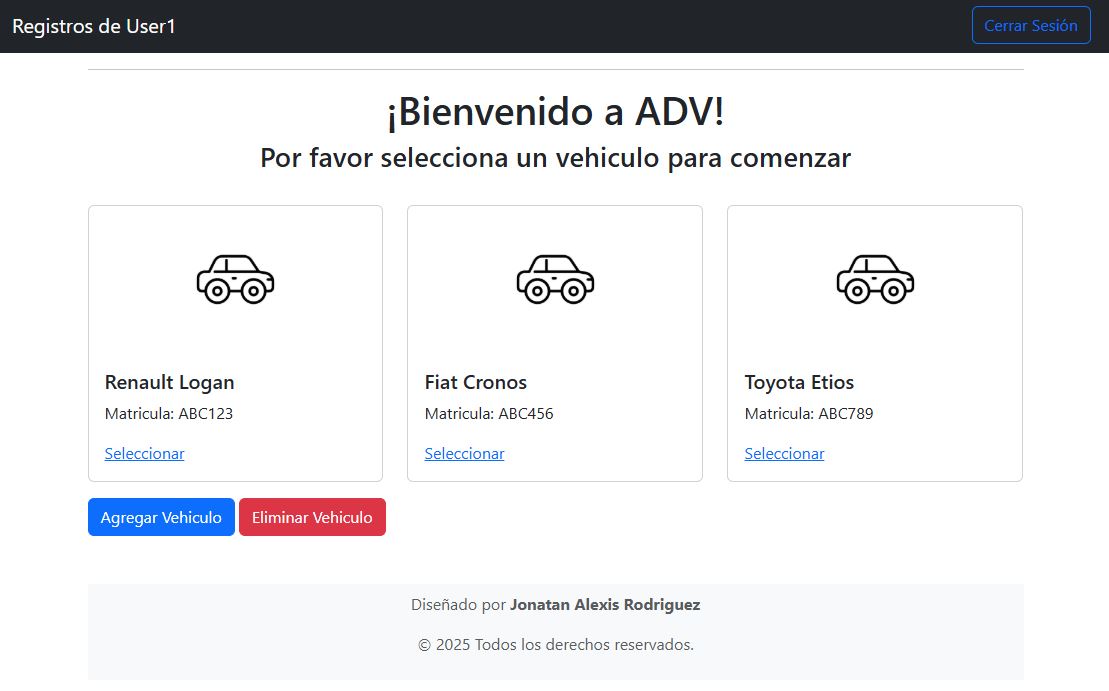 Registros de User1
Cerrar Sesión
¡Bienvenido a ADV!
Por favor selecciona un vehiculo para comenzar
Renault Logan
Matricula: ABC123
Seleccionar
Fiat Cronos
Matricula: ABC456
Seleccionar
Toyota Etios
Matricula: ABC789
Seleccionar
Agregar Vehiculo
Eliminar Vehiculo
Diseñado por Jonatan Alexis Rodriguez
© 2025 Todos los derechos reservados.